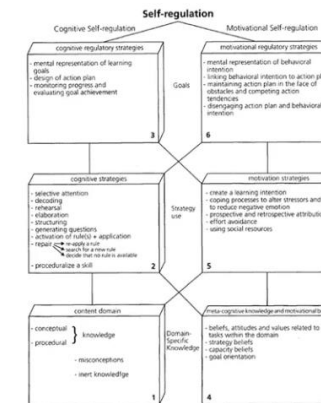 Self-regulation
Cognitive Self-regulation
Motivational Self-regulation
cognitive regulatory strategies
- mental representation of learning
goals
- design of action plan
- monitoring progress and
evaluating goal achievement
3
Goals
motivational regulatory strategies
- mental representation of behavioral
intention
- linking behavioral intention to action pl
- maintaining action plan in the face of
obstacles and competing action
tendencies
- disengaging action plan and behavioral
intention
6
cognitive strategies
- selective attention
- decoding
- rehearsal
- elaboration
- structuring
- generating questions
- activation of rule(s) + application
- repair re-apply a rule
search for a new rule
decide that no rule is available
- proceduralize a skill
2
Strategy
use
motivation strategies
- create a learning intention
- coping processes to alter stressors and
to reduce negative emotion
- prospective and retrospective attributio
- effort avoidance
- using social resources
5
content domain
- conceptual
- procedural
} knowledge
- misconceptions
- inert knowledge
1
Domain-
Specific
Knowledge
meta-cognitive knowledge and motivational b
- beliefs, attitudes and values related to
tasks within the domain
- strategy beliefs
- capacity beliefs
- goal orientation
4